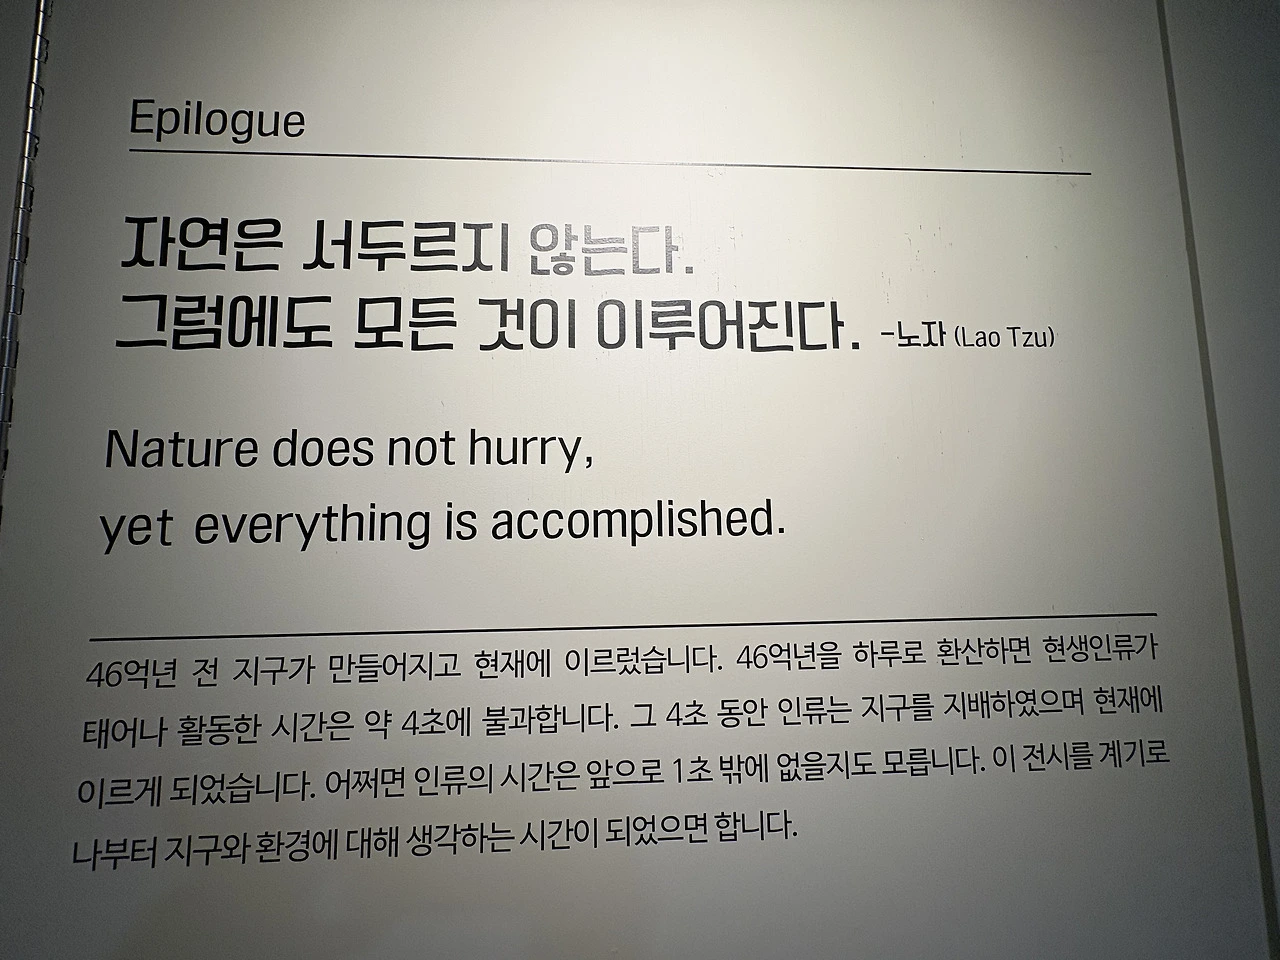 Epilogue
자연은 서두르지 않는다.
그럼에도 모든 것이 이루어진다. -노자 (Lao Tzu)
Nature does not hurry,
yet everything is accomplished.
46억년 전 지구가 만들어지고 현재에 이르렀습니다. 46억년을 하루로 환산하면 현생인류가
태어나 활동한 시간은 약 4초에 불과합니다. 그 4초 동안 인류는 지구를 지배하였으며 현재에
이르게 되었습니다. 어쩌면 인류의 시간은 앞으로 1초 밖에 없을지도 모릅니다. 이 전시를 계기로
나부터 지구와 환경에 대해 생각하는 시간이 되었으면 합니다.